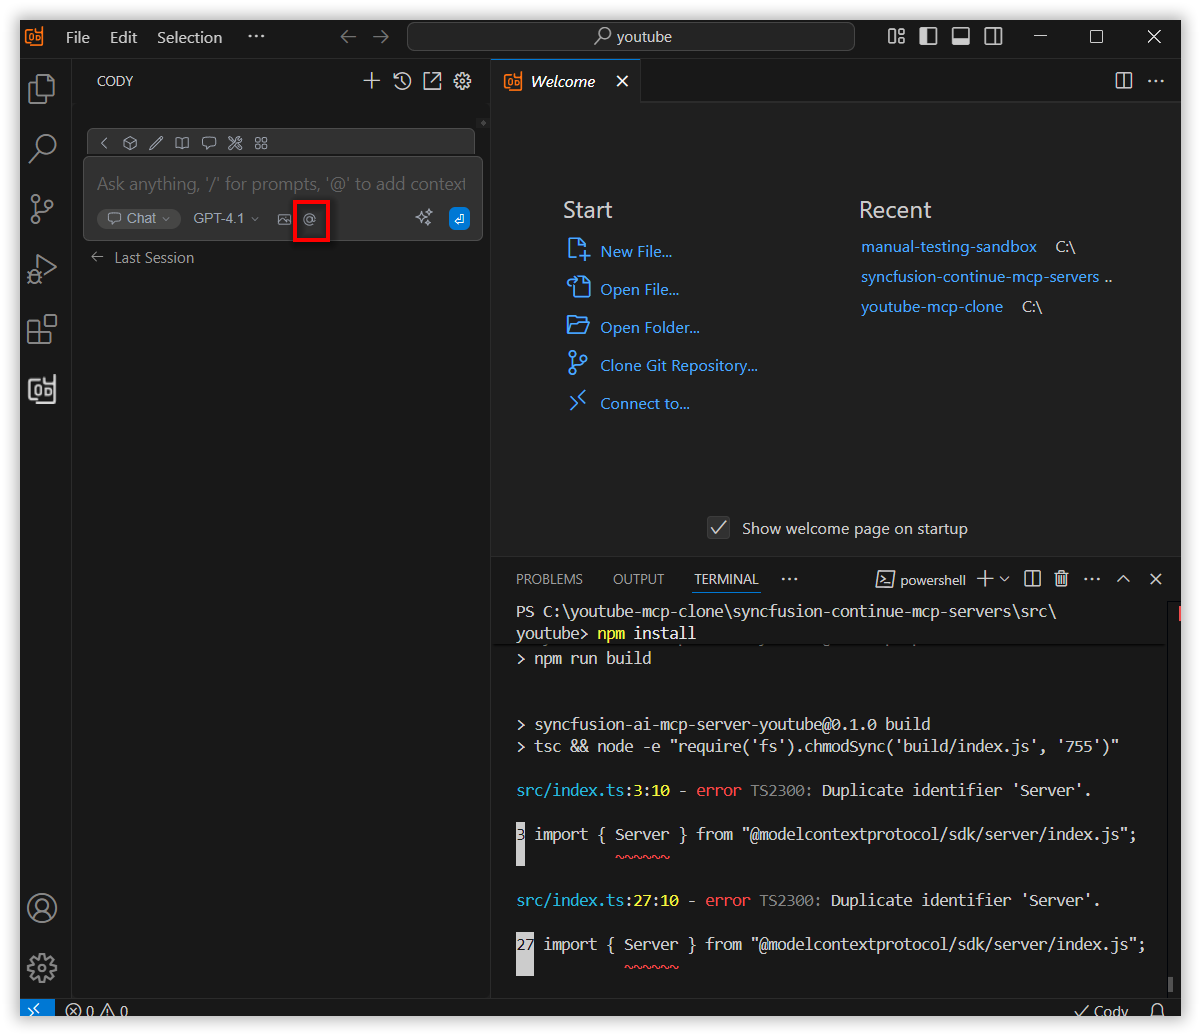 File Edit Selection ···
youtube
CODY
Welcome
Ask anything, '/' for prompts, '@' to add context
Chat GPT-4.1 @
Last Session
Start
New File...
Open File...
Open Folder...
Clone Git Repository...
Connect to...
Recent
manual-testing-sandbox C:\
syncfusion-continue-mcp-servers ..
youtube-mcp-clone C:\
Show welcome page on startup
PROBLEMS OUTPUT TERMINAL ··· powershell
PS C:\youtube-mcp-clone\syncfusion-continue-mcp-servers\src\
youtube> npm install
> npm run build
> syncfusion-ai-mcp-server-youtube@0.1.0 build
> tsc && node -e "require('fs').chmodSync('build/index.js', '755')"
src/index.ts:3:10 - error TS2300: Duplicate identifier 'Server'.
3 import { Server } from "@modelcontextprotocol/sdk/server/index.js";
src/index.ts:27:10 - error TS2300: Duplicate identifier 'Server'.
27 import { Server } from "@modelcontextprotocol/sdk/server/index.js";
0 0
Cody